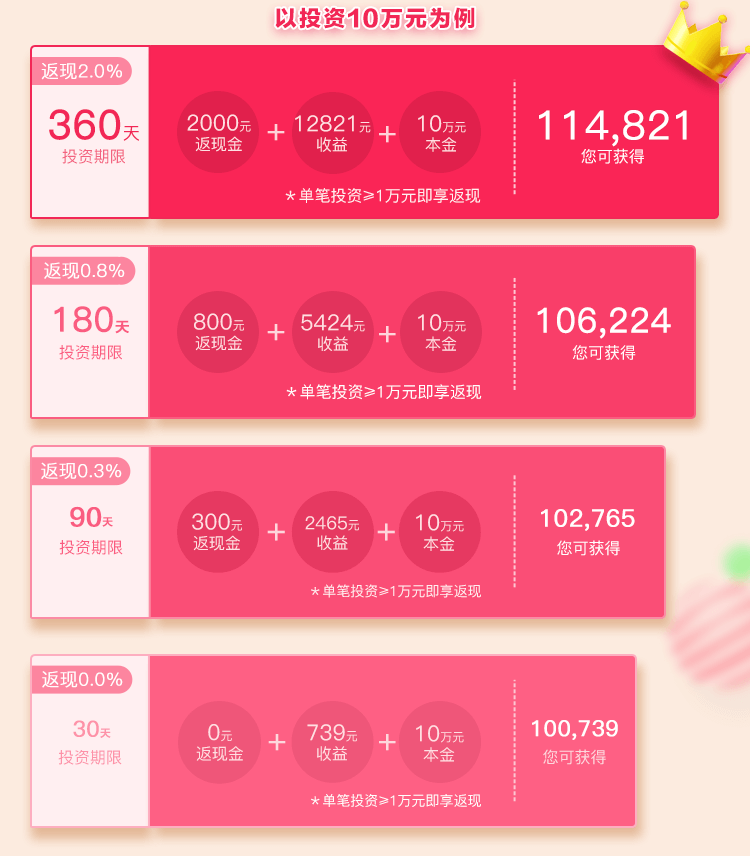 以投资10万元为例
返现2.0%
360天
投资期限
2000元 + 12821元 + 10万元
返现金 收益 本金
*单笔投资≥1万元即享返现
114,821
您可获得
返现0.8%
180天
投资期限
800元 + 5424元 + 10万元
返现金 收益 本金
*单笔投资≥1万元即享返现
106,224
您可获得
返现0.3%
90天
投资期限
300元 + 2465元 + 10万元
返现金 收益 本金
*单笔投资≥1万元即享返现
102,765
您可获得
返现0.0%
30天
投资期限
0元 + 739元 + 10万元
返现金 收益 本金
*单笔投资≥1万元即享返现
100,739
您可获得